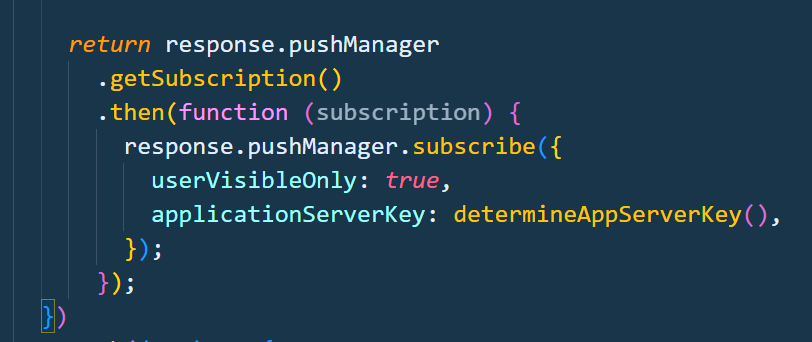 return response.pushManager
.getSubscription()
.then(function (subscription) {
response.pushManager.subscribe({
userVisibleOnly: true,
applicationServerKey: determineAppServerKey(),
});
});
})